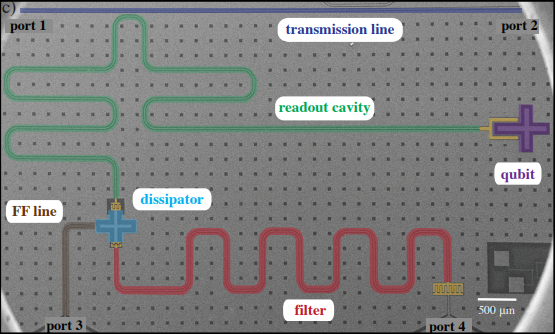 c)
port 1
port 2
transmission line
readout cavity
qubit
dissipator
FF line
filter
500 μm
port 3
port 4